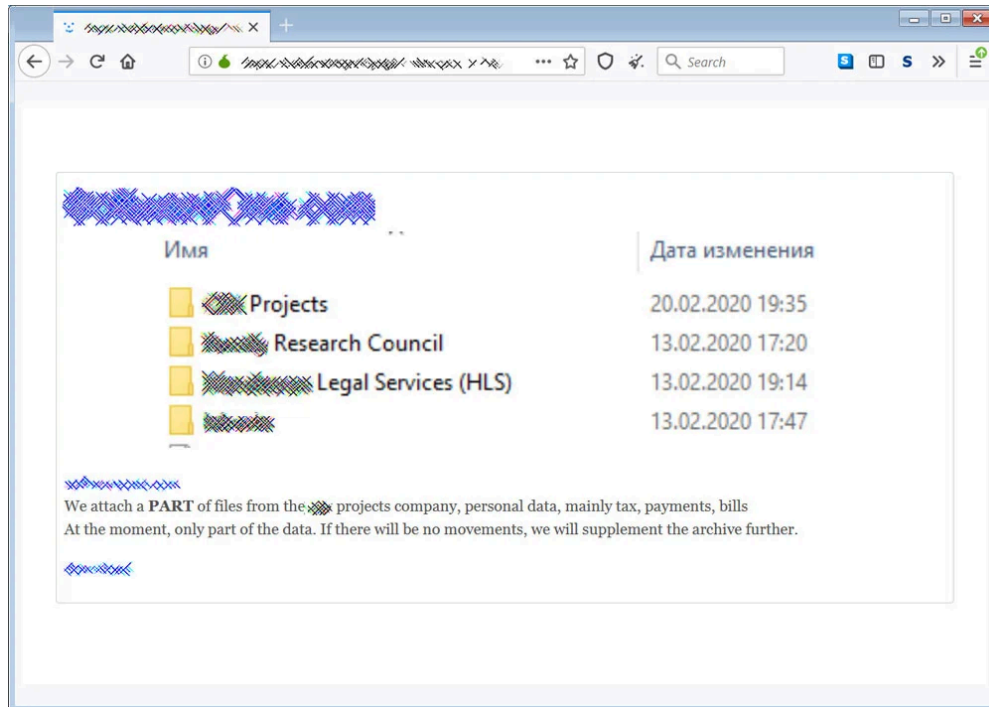 Search
Имя Дата изменения
Projects 20.02.2020 19:35
Research Council 13.02.2020 17:20
Legal Services (HLS) 13.02.2020 19:14
13.02.2020 17:47
We attach a PART of files from the projects company, personal data, mainly tax, payments, bills
At the moment, only part of the data. If there will be no movements, we will supplement the archive further.